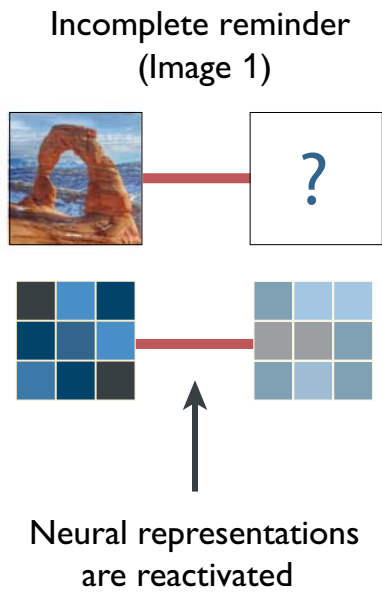 Incomplete reminder
(Image 1)
?
Neural representations
are reactivated